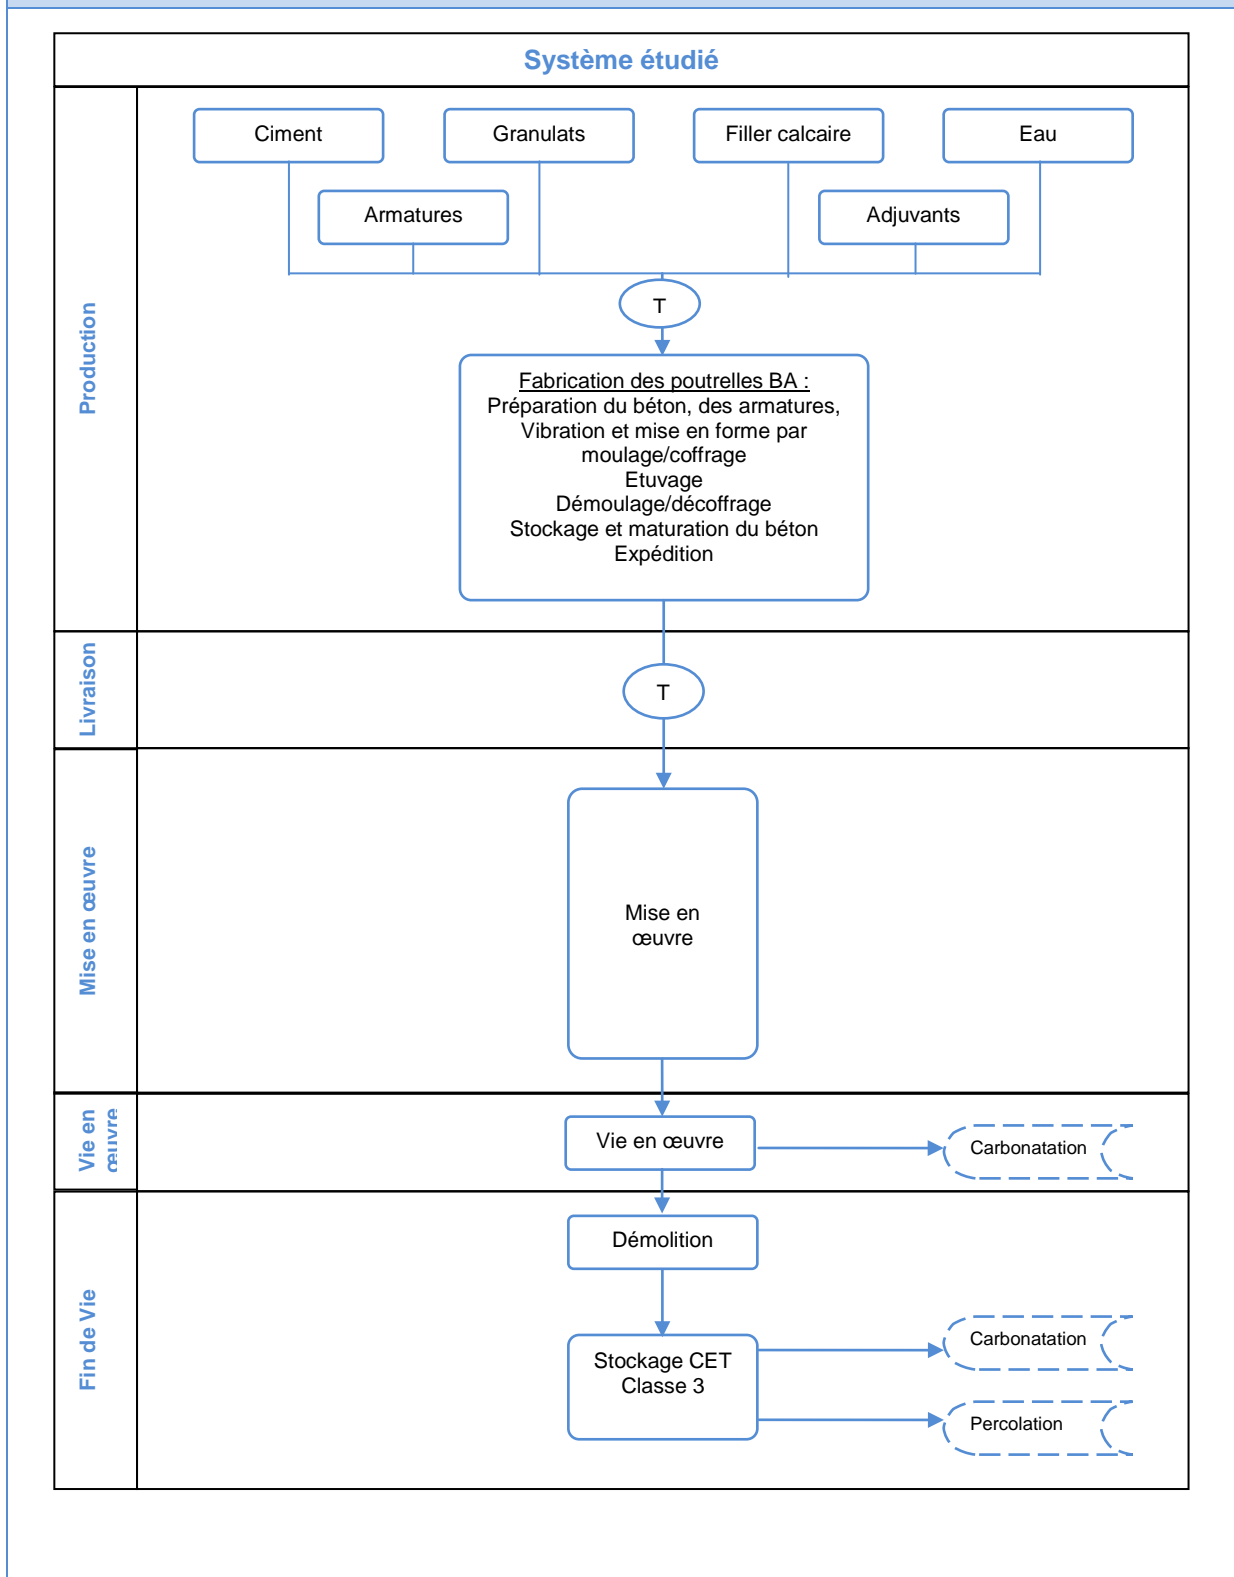 Système étudié
Production
Ciment
Granulats
Filler calcaire
Eau
Armatures
Adjuvants
T
Fabrication des poutrelles BA :
Préparation du béton, des armatures,
Vibration et mise en forme par
moulage/coffrage
Etuvage
Démoulage/décoffrage
Stockage et maturation du béton
Expédition
Livraison
T
Mise en œuvre
Mise en
œuvre
Vie en
œuvre
Vie en œuvre
Carbonatation
Fin de Vie
Démolition
Stockage CET
Classe 3
Carbonatation
Percolation